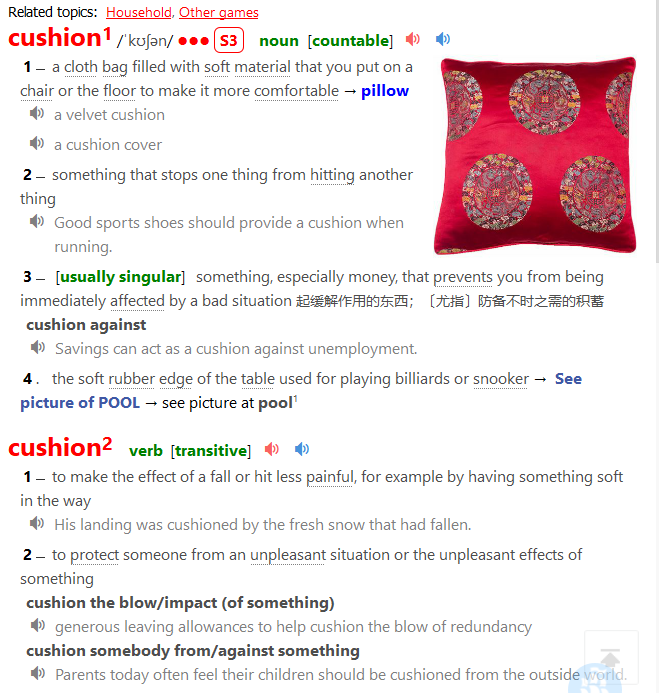 Related topics: Household, Other games
cushion1 /ˈkʊʃən/ ●●● S3 noun [countable]
1 – a cloth bag filled with soft material that you put on a
chair or the floor to make it more comfortable → pillow
a velvet cushion
a cushion cover
2 – something that stops one thing from hitting another
thing
Good sports shoes should provide a cushion when
running.
3 – [usually singular] something, especially money, that prevents you from being
immediately affected by a bad situation 起缓解作用的东西；〔尤指〕防备不时之需的积蓄
cushion against
Savings can act as a cushion against unemployment.
4 . the soft rubber edge of the table used for playing billiards or snooker → See
picture of POOL → see picture at pool1
cushion2 verb [transitive]
1 – to make the effect of a fall or hit less painful, for example by having something soft
in the way
His landing was cushioned by the fresh snow that had fallen.
2 – to protect someone from an unpleasant situation or the unpleasant effects of
something
cushion the blow/impact (of something)
generous leaving allowances to help cushion the blow of redundancy
cushion somebody from/against something
Parents today often feel their children should be cushioned from the outside world.